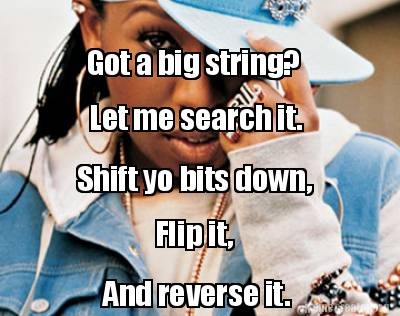 Got a big string?
Let me search it.
Shift yo bits down,
Flip it,
And reverse it.